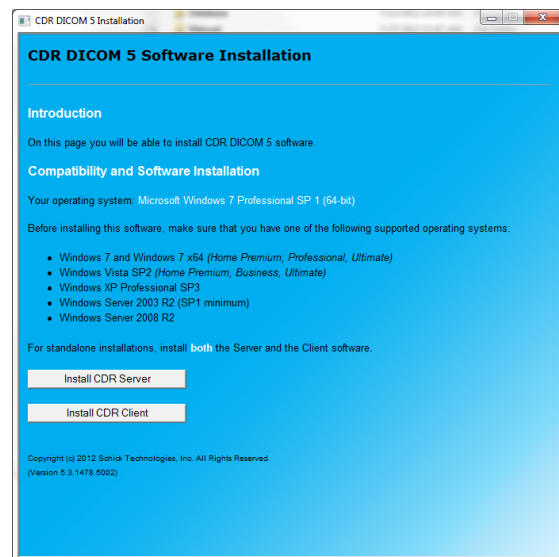 CDR DICOM 5 Installation
CDR DICOM 5 Software Installation
Introduction
On this page you will be able to install CDR DICOM 5 software.
Compatibility and Software Installation
Your operating system: Microsoft Windows 7 Professional SP 1 (64-bit)
Before installing this software, make sure that you have one of the following supported operating systems:
• Windows 7 and Windows 7 x64 (Home Premium, Professional, Ultimate)
• Windows Vista SP2 (Home Premium, Business, Ultimate)
• Windows XP Professional SP3
• Windows Server 2003 R2 (SP1 minimum)
• Windows Server 2008 R2
For standalone installations, install both the Server and the Client software.
Install CDR Server
Install CDR Client
Copyright (c) 2012 Schick Technologies, Inc. All Rights Reserved.
(Version 5.3.1478.5002)